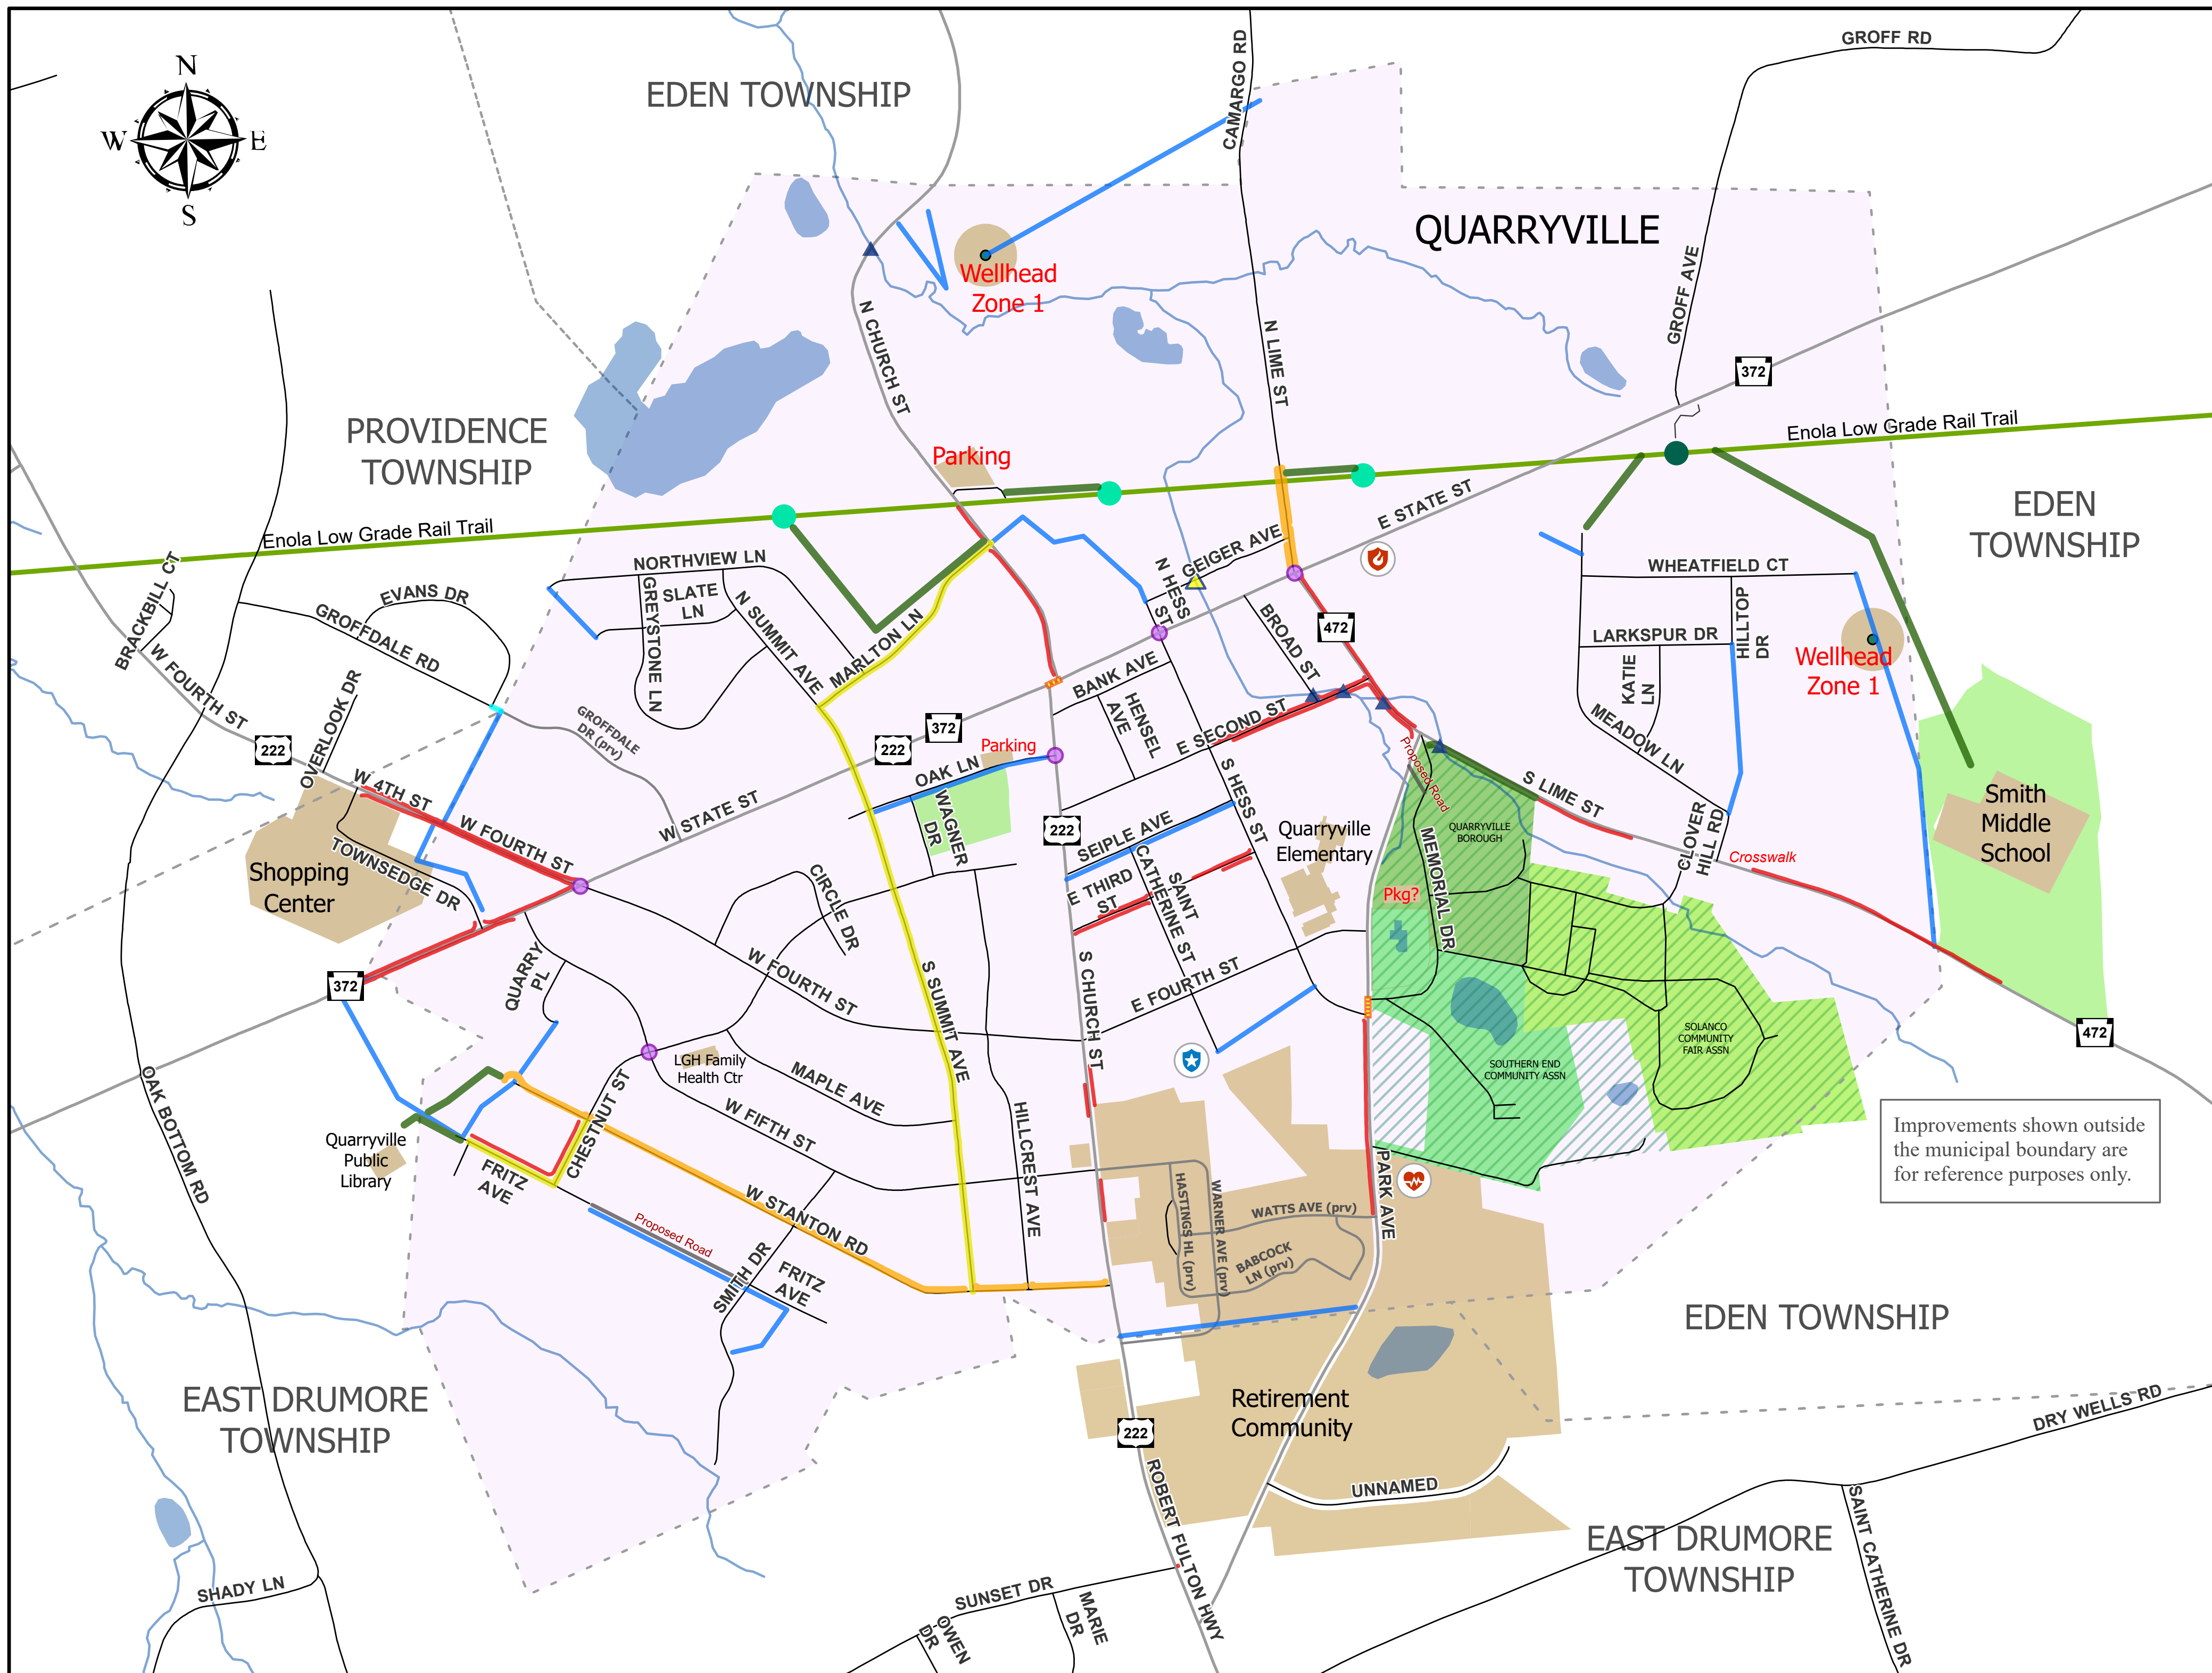 GROFF RD
CAMARGO RD
N
W
E
S
EDEN TOWNSHIP
QUARRYVILLE
Wellhead
Zone 1
GROFF AVE
N CHURCH ST
N LIME ST
372
PROVIDENCE
TOWNSHIP
Enola Low Grade Rail Trail
Parking
Enola Low Grade Rail Trail
E STATE ST
EDEN
TOWNSHIP
BRACKBILL CT
EVANS DR
GROFFDALE RD
NORTHVIEW LN
GREYSTONE LN
SLATE
LN
N SUMMIT AVE
MARLTON LN
N HESS
ST
GEIGER AVE
BROAD ST
472
WHEATFIELD CT
LARKSPUR DR
HILLTOP
DR
KATIE
LN
MEADOW LN
Wellhead
Zone 1
W FOURTH ST
222
OVERLOOK DR
GROFFDALE
DR (prv)
BANK AVE
HENSEL
AVE
E SECOND ST
372
222
Parking
OAK LN
WAGNER
DR
W STATE ST
Proposed Road
S LIME ST
W 4TH ST
W FOURTH ST
TOWNSEDGE DR
Shopping
Center
S HESS ST
222
SEIPLE AVE
Quarryville
Elementary
QUARRYVILLE
BOROUGH
MEMORIAL DR
CLOVER
HILL RD
Crosswalk
Smith
Middle
School
E THIRD
ST
SAINT
CATHERINE ST
Pkg?
CIRCLE DR
372
QUARRY
PL
W FOURTH ST
S SUMMIT AVE
S CHURCH ST
E FOURTH ST
472
SOLANCO
COMMUNITY
FAIR ASSN
SOUTHERN END
COMMUNITY ASSN
LGH Family
Health Ctr
MAPLE AVE
W FIFTH ST
CHESTNUT ST
OAK BOTTOM RD
Quarryville
Public
Library
FRITZ
AVE
HILLCREST AVE
Improvements shown outside
the municipal boundary are
for reference purposes only.
Proposed Road
W STANTON RD
SMITH DR
FRITZ
AVE
HASTINGS HL (prv)
WARNER AVE (prv)
WATTS AVE (prv)
BABCOCK
LN (prv)
PARK AVE
EDEN TOWNSHIP
EAST DRUMORE
TOWNSHIP
Retirement
Community
222
DRY WELLS RD
UNNAMED
ROBERT FULTON HWY
EAST DRUMORE
TOWNSHIP
SAINT CATHERINE DR
SHADY LN
SUNSET DR
MARIE
DR
OWEN
DR